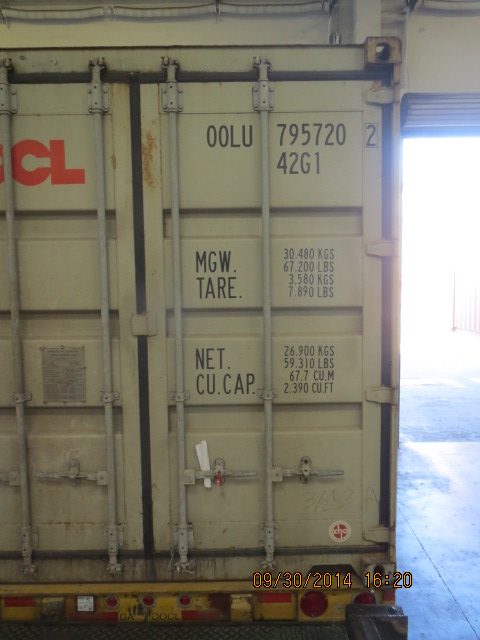 OOLU 795720 2
42G1
OCL
MGW. 30.480 KGS
67.200 LBS
TARE. 3.580 KGS
7.890 LBS
NET. 26.900 KGS
59.310 LBS
CU.CAP. 67.7 CU.M
2.390 CU.FT
OOCL
09/30/2014 16:20